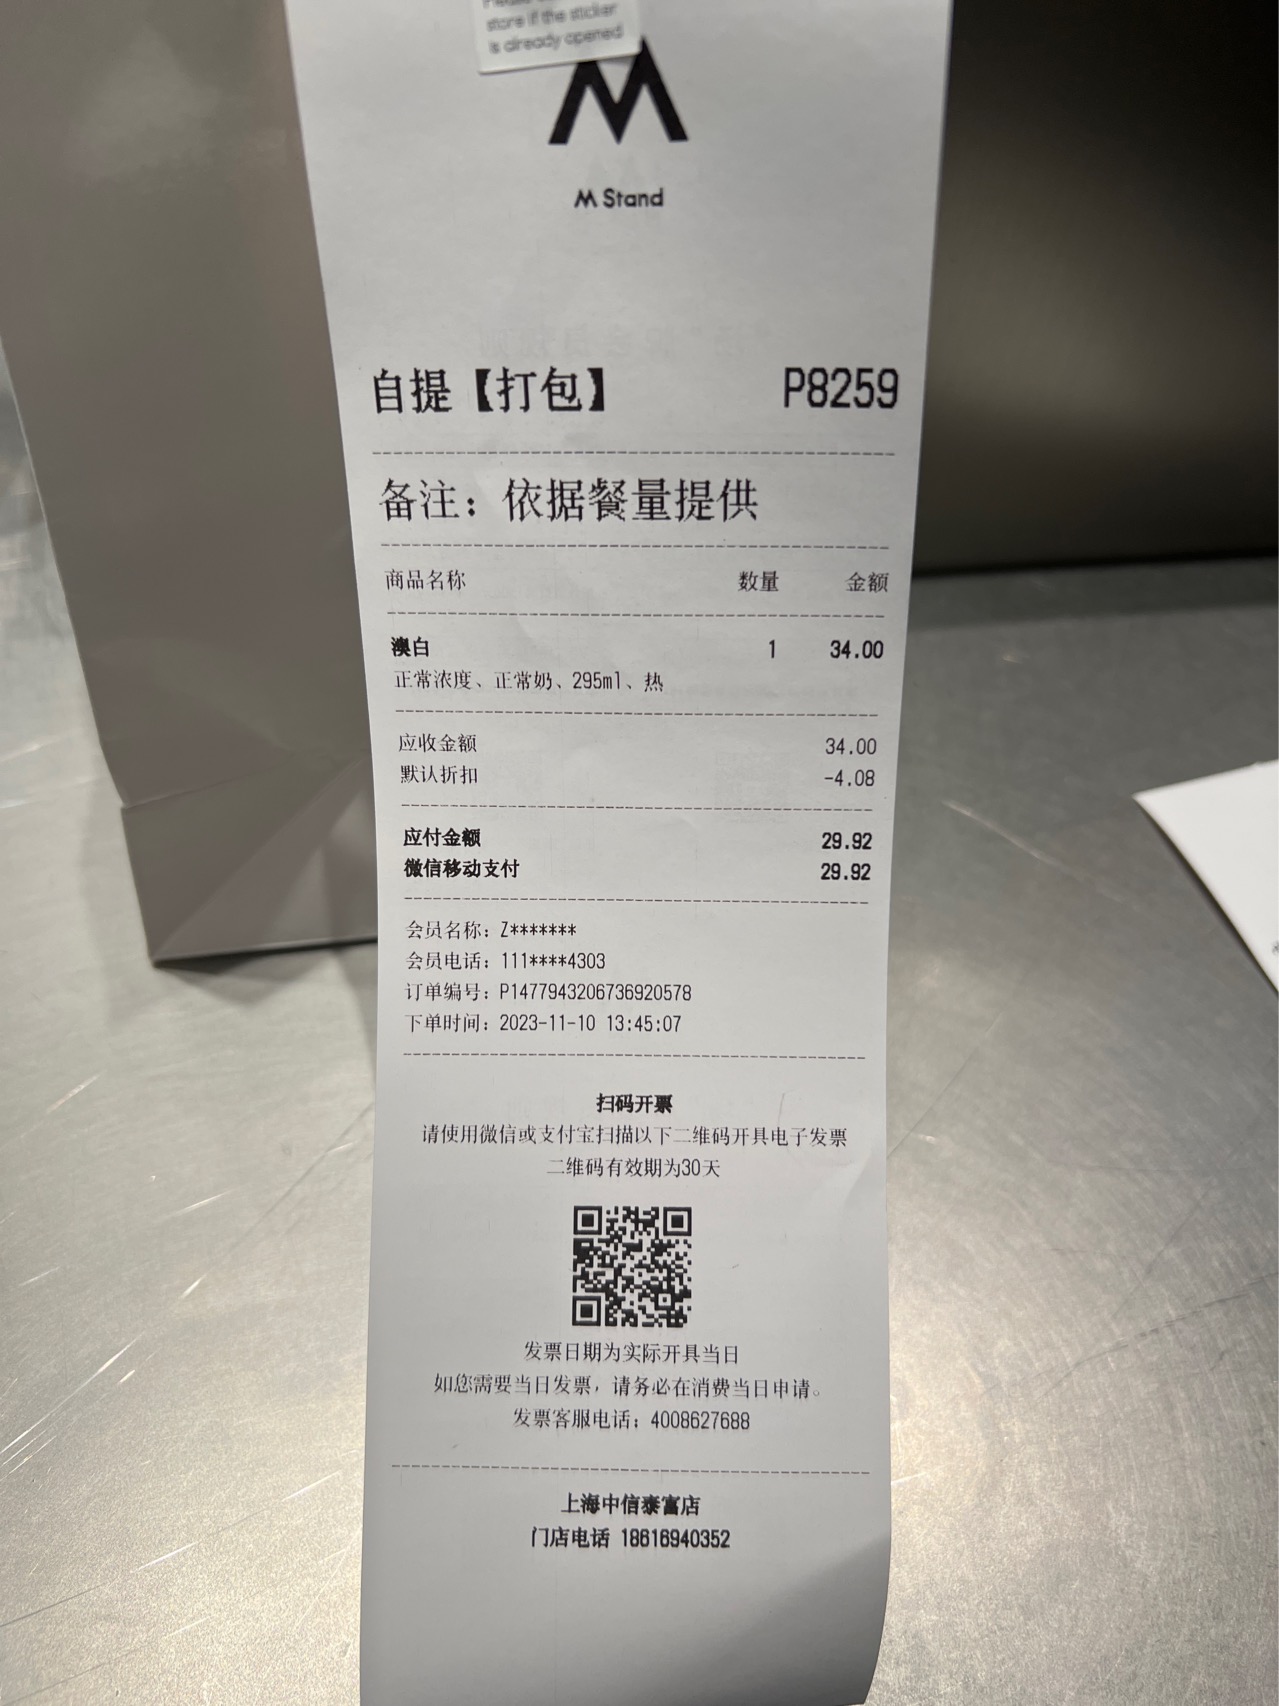 store if the sticker
is already opened
M Stand
自提【打包】 P8259
备注：依据餐量提供
商品名称 数量 金额
澳白 1 34.00
正常浓度、正常奶、295ml、热
应收金额 34.00
默认折扣 -4.08
应付金额 29.92
微信移动支付 29.92
会员名称：Z*******
会员电话：111****4303
订单编号：P1477943206736920578
下单时间：2023-11-10 13:45:07
扫码开票
请使用微信或支付宝扫描以下二维码开具电子发票
二维码有效期为30天
发票日期为实际开具当日
如您需要当日发票，请务必在消费当日申请。
发票客服电话：4008627688
上海中信泰富店
门店电话 18616940352